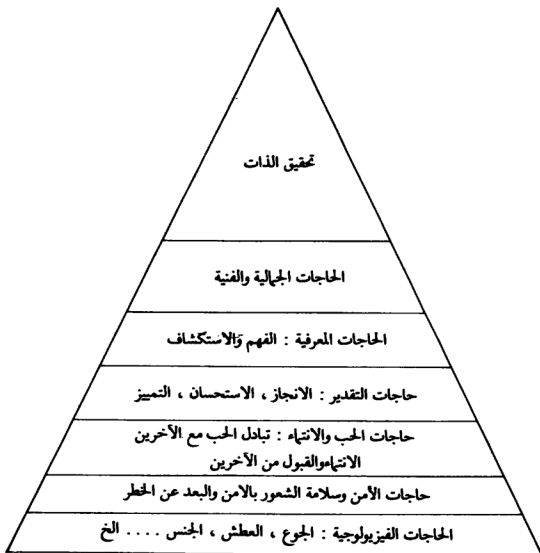 تحقيق الذات
الحاجات الجمالية والفنية
الحاجات المعرفية : الفهم والاستكشاف
حاجات التقدير : الانجاز ، الاستحسان ، التمييز
حاجات الحب والانتماء : تبادل الحب مع الآخرين
الانتماءوالقبول من الآخرين
حاجات الأمن وسلامة الشعور بالامن والبعد عن الخطر
الحاجات الفيزيولوجية : الجوع ، العطش ، الجنس .... الخ